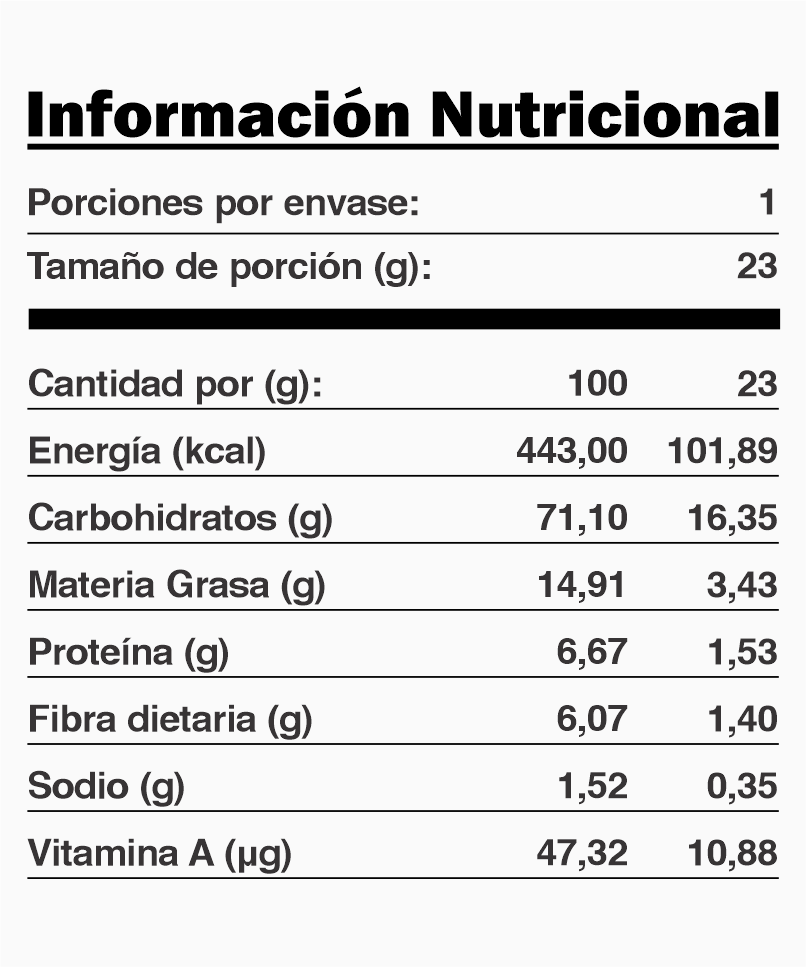 Información Nutricional
Porciones por envase: 1
Tamaño de porción (g): 23
Cantidad por (g): 100 23
Energía (kcal) 443,00 101,89
Carbohidratos (g) 71,10 16,35
Materia Grasa (g) 14,91 3,43
Proteína (g) 6,67 1,53
Fibra dietaria (g) 6,07 1,40
Sodio (g) 1,52 0,35
Vitamina A (µg) 47,32 10,88